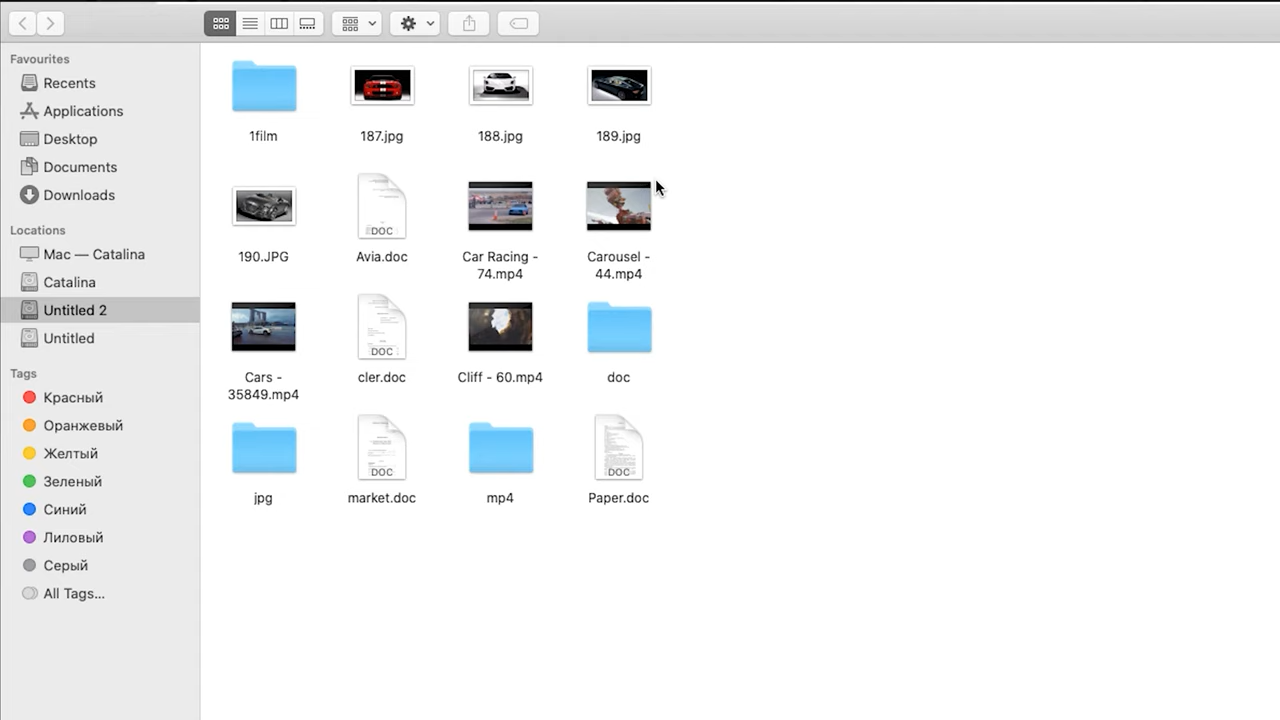 Favourites
Recents
Applications
Desktop
Documents
Downloads
Locations
Mac — Catalina
Catalina
Untitled 2
Untitled
Tags
Красный
Оранжевый
Желтый
Зеленый
Синий
Лиловый
Серый
All Tags...
1film
187.jpg
188.jpg
189.jpg
190.JPG
DOC
Avia.doc
Car Racing -
74.mp4
Carousel -
44.mp4
Cars -
35849.mp4
DOC
cler.doc
Cliff - 60.mp4
doc
jpg
DOC
market.doc
mp4
DOC
Paper.doc